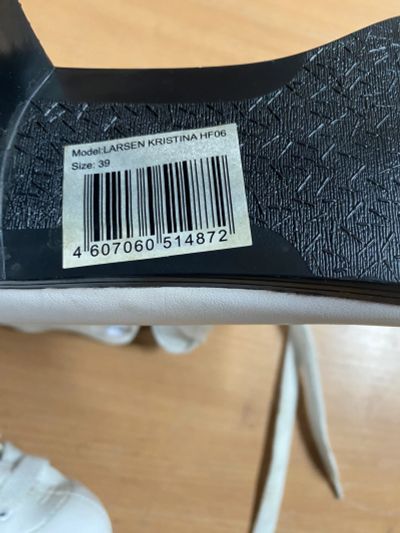 Model:LARSEN KRISTINA HF06
Size: 39
4 607060 514872